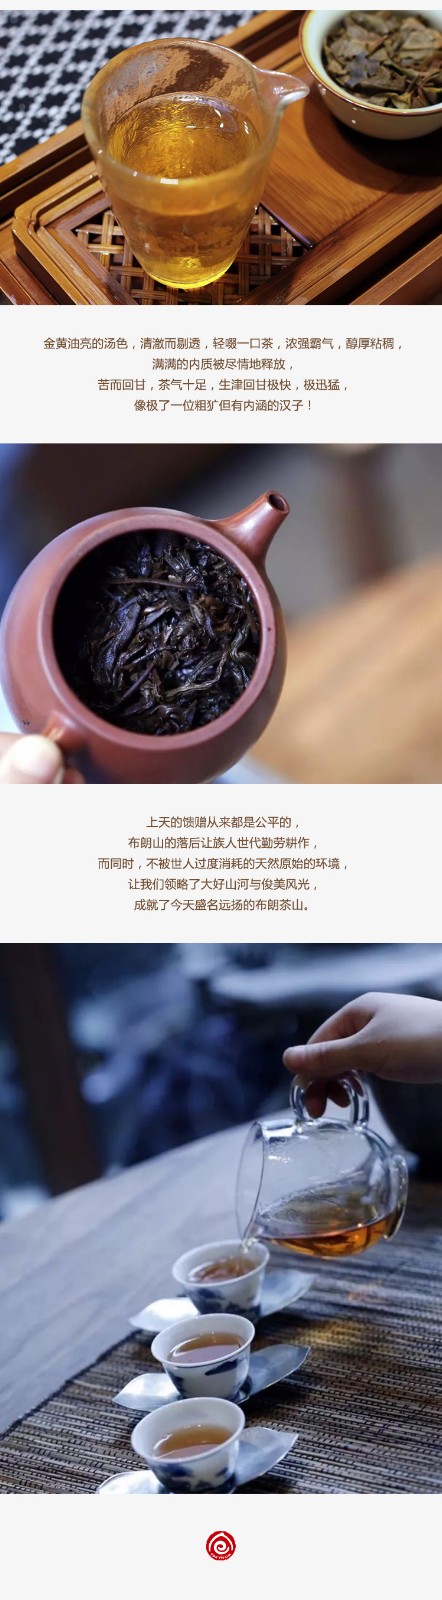 金黄油亮的汤色，清澈而剔透，轻啜一口茶，浓强霸气，醇厚粘稠，
满满的内质被尽情地释放，
苦而回甘，茶气十足，生津回甘极快，极迅猛，
像极了一位粗犷但有内涵的汉子！
上天的馈赠从来都是公平的，
布朗山的落后让族人世代勤劳耕作，
而同时，不被世人过度消耗的天然原始的环境，
让我们领略了大好山河与俊美风光，
成就了今天盛名远扬的布朗茶山。